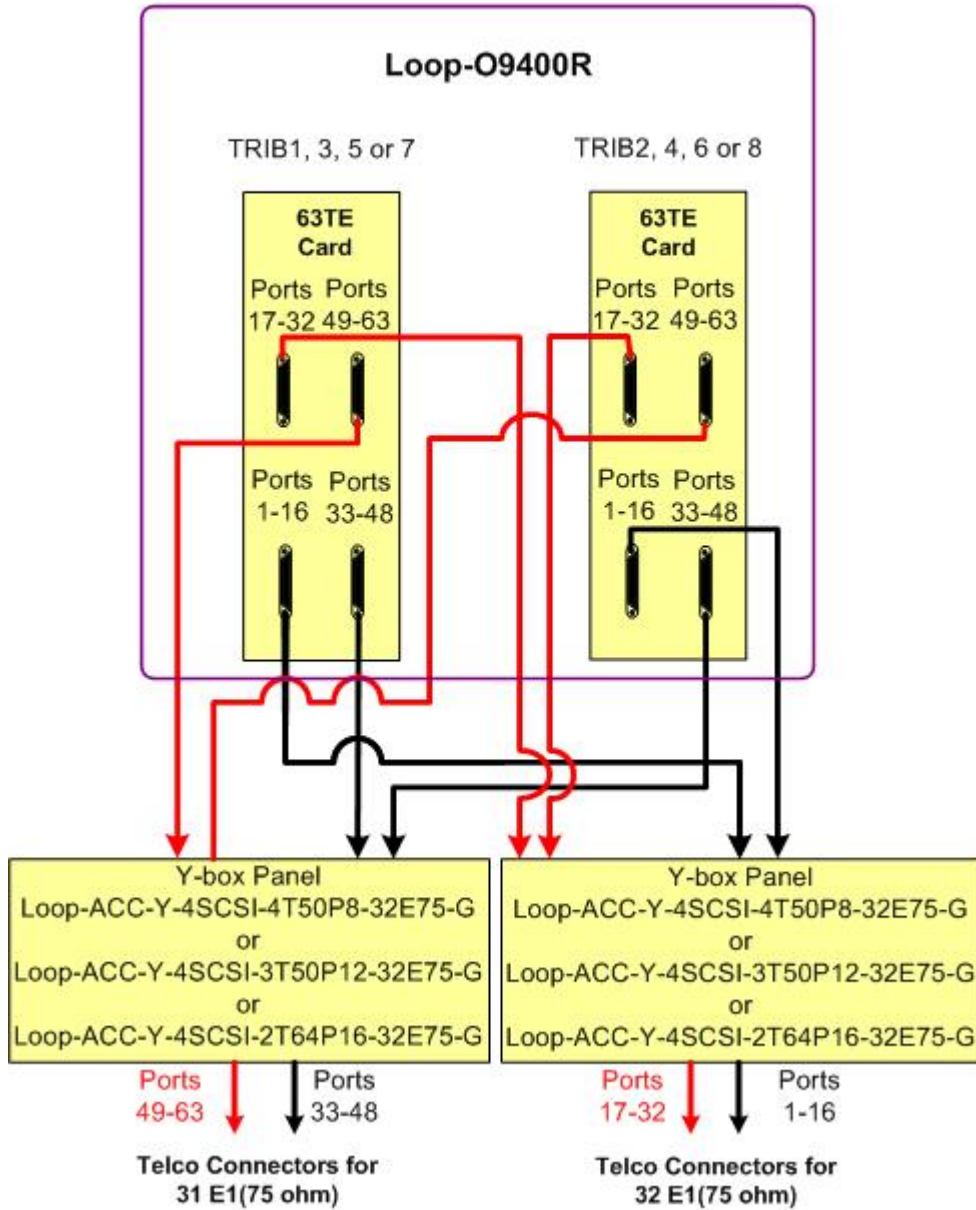 Loop-O9400R
TRIB1, 3, 5 or 7
TRIB2, 4, 6 or 8
63TE
Card
Ports Ports
17-32 49-63
Ports Ports
1-16 33-48
63TE
Card
Ports Ports
17-32 49-63
Ports Ports
1-16 33-48
Y-box Panel
Loop-ACC-Y-4SCSI-4T50P8-32E75-G
or
Loop-ACC-Y-4SCSI-3T50P12-32E75-G
or
Loop-ACC-Y-4SCSI-2T64P16-32E75-G
Y-box Panel
Loop-ACC-Y-4SCSI-4T50P8-32E75-G
or
Loop-ACC-Y-4SCSI-3T50P12-32E75-G
or
Loop-ACC-Y-4SCSI-2T64P16-32E75-G
Ports
49-63
Ports
33-48
Ports
17-32
Ports
1-16
Telco Connectors for
31 E1(75 ohm)
Telco Connectors for
32 E1(75 ohm)